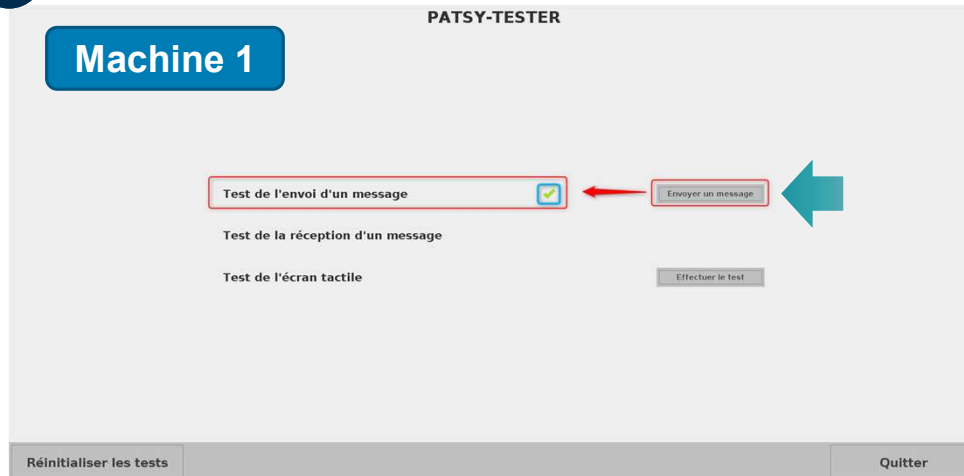 PATSY-TESTER
Machine 1
Test de l'envoi d'un message
Envoyer un message
Test de la réception d'un message
Test de l'écran tactile
Effectuer le test
Réinitialiser les tests
Quitter